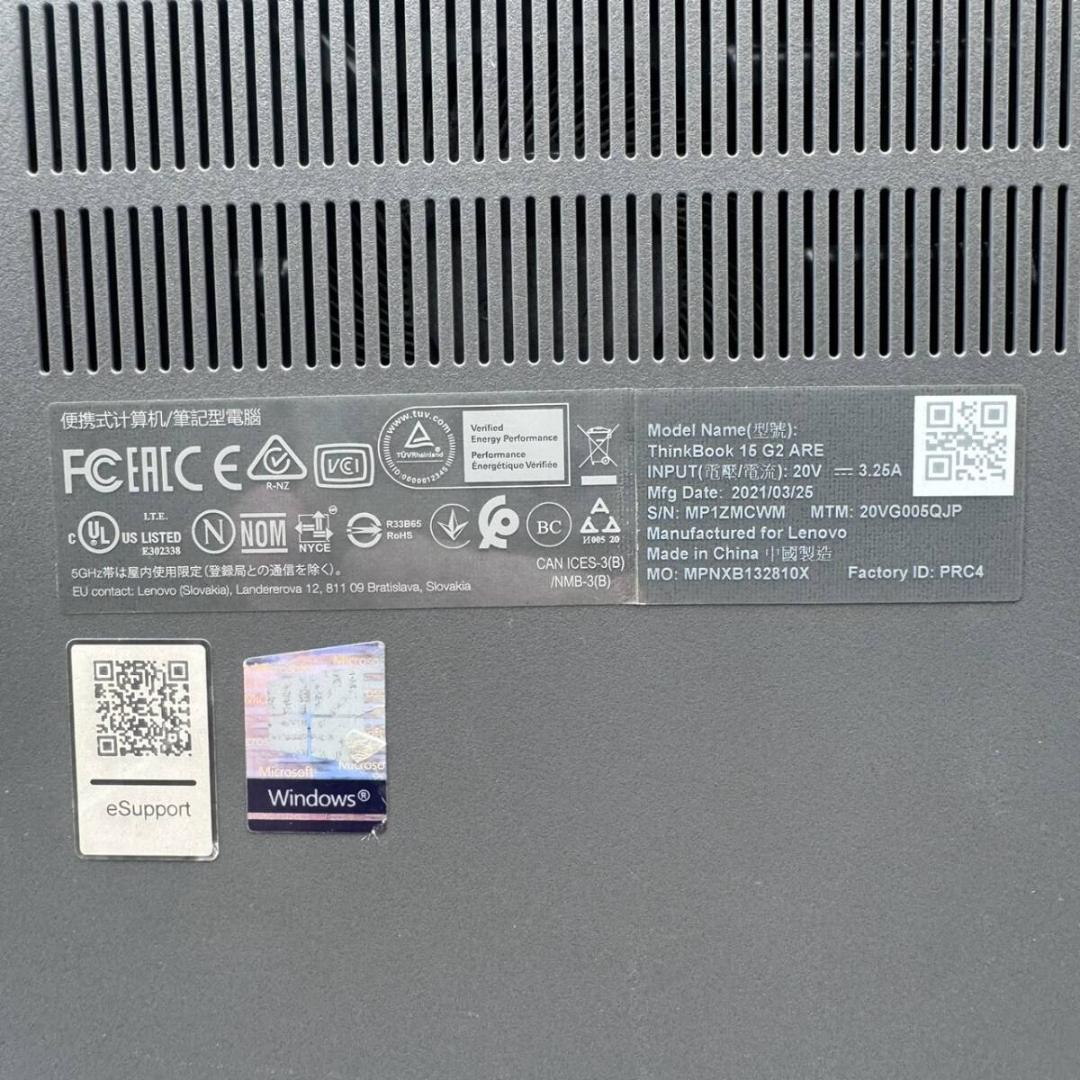 便携式计算机/筆記型電腦
FC EAC CE
R-NZ
VCI
www.tuv.com
TÜVRheinland
Verified
Energy Performance
Performance
Énergétique Vérifiée
C UL US LISTED
I.T.E.
E302338
N
NOM
NYCE
R33B65
RoHS
BC
И005 20
5GHz帯は屋内使用限定(登録局との通信を除く)。
CAN ICES-3(B)
/NMB-3(B)
EU contact: Lenovo (Slovakia), Landererova 12, 811 09 Bratislava, Slovakia
Model Name(型號):
ThinkBook 15 G2 ARE
INPUT(電壓/電流): 20V ⎓ 3.25A
Mfg Date: 2021/03/25
S/N: MP1ZMCWM MTM: 20VG005QJP
Manufactured for Lenovo
Made in China 中國製造
MO: MPNXB132810X Factory ID: PRC4
eSupport
Microsoft
Windows®